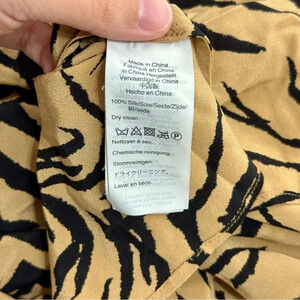 Made in China
Fabriqué en Chine
In China Hergestellt
Vervaardigd in China
中国製
Hecho en China
100% Silk/Soie/Seide/Zijde/
絹/seda
Dry clean.
Nettoyer à sec.
Chemische reinigung.
Stoomreinigen.
ドライクリーニング。
Lavar en seco.